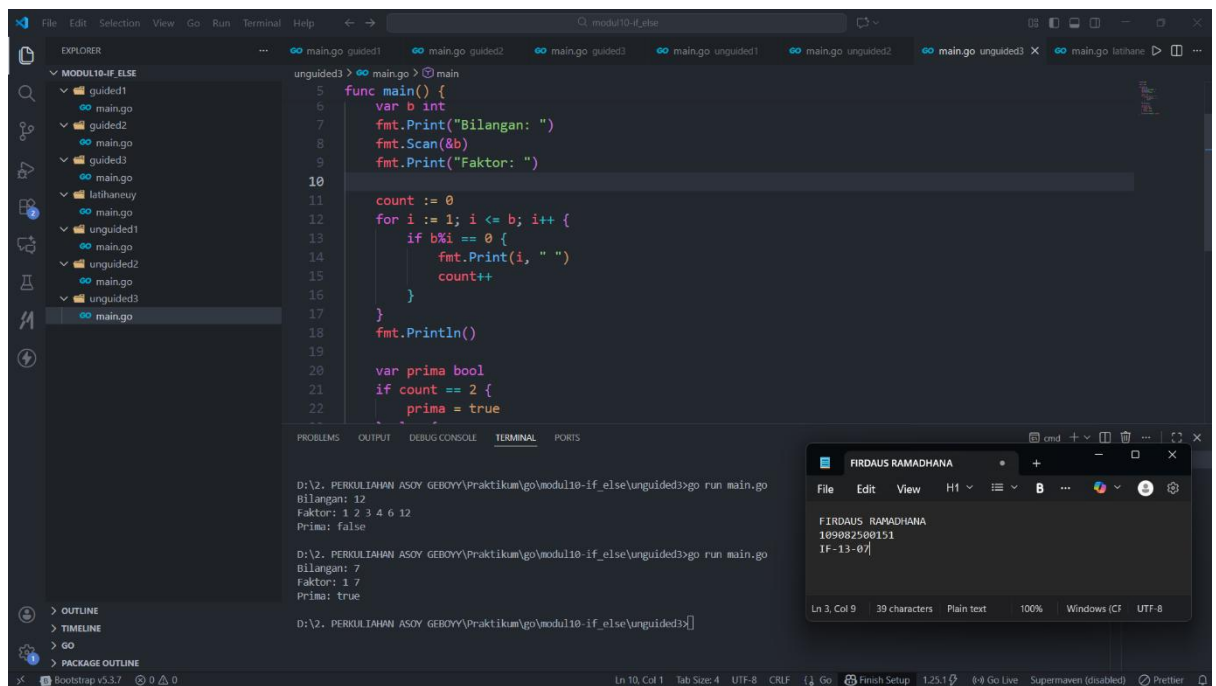 File Edit Selection View Go Run Terminal Help
modul10-if_else
EXPLORER
main.go guided1
main.go guided2
main.go guided3
main.go unguided1
main.go unguided2
main.go unguided3
main.go latihane
MODUL10-IF_ELSE
guided1
main.go
guided2
main.go
guided3
main.go
latihaneuy
main.go
unguided1
main.go
unguided2
main.go
unguided3
main.go
OUTLINE
TIMELINE
GO
PACKAGE OUTLINE
unguided3 > main.go > main
5 func main() {
6 var b int
7 fmt.Print("Bilangan: ")
8 fmt.Scan(&b)
9 fmt.Print("Faktor: ")
10
11 count := 0
12 for i := 1; i <= b; i++ {
13 if b%i == 0 {
14 fmt.Print(i, " ")
15 count++
16 }
17 }
18 fmt.Println()
19
20 var prima bool
21 if count == 2 {
22 prima = true
PROBLEMS OUTPUT DEBUG CONSOLE TERMINAL PORTS
cmd
D:\2. PERKULIAHAN ASOY GEBOYY\Praktikum\go\modul10-if_else\unguided3>go run main.go
Bilangan: 12
Faktor: 1 2 3 4 6 12
Prima: false
D:\2. PERKULIAHAN ASOY GEBOYY\Praktikum\go\modul10-if_else\unguided3>go run main.go
Bilangan: 7
Faktor: 1 7
Prima: true
D:\2. PERKULIAHAN ASOY GEBOYY\Praktikum\go\modul10-if_else\unguided3>
FIRDAUS RAMADHANA
File Edit View H1 B
FIRDAUS RAMADHANA
109082500151
IF-13-07
Ln 3, Col 9 39 characters Plain text 100% Windows (CF UTF-8
Bootstrap v5.3.7 0 0 Ln 10, Col 1 Tab Size: 4 UTF-8 CRLF Go Finish Setup 1.25.1 Go Live Supermaven (disabled) Prettier